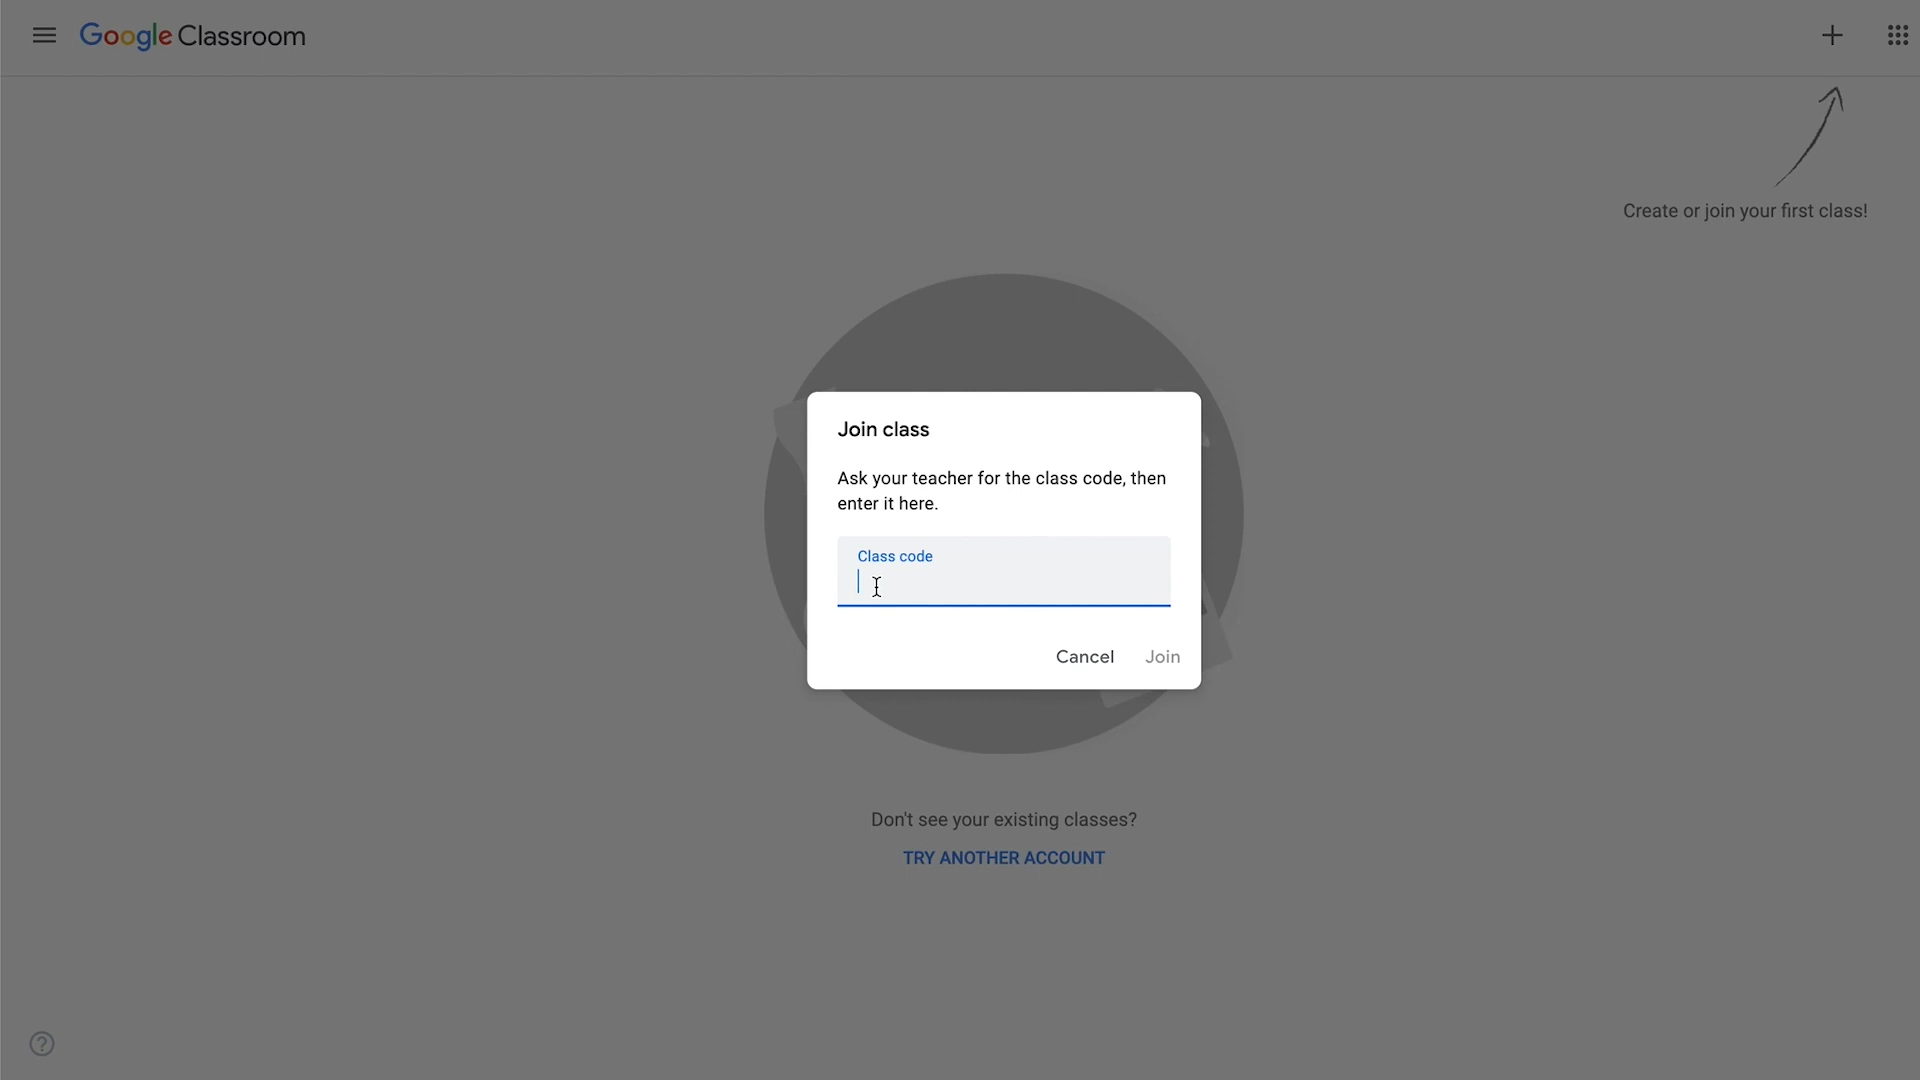 Google Classroom
Create or join your first class!
Join class
Ask your teacher for the class code, then
enter it here.
Class code
Cancel
Join
Don't see your existing classes?
TRY ANOTHER ACCOUNT